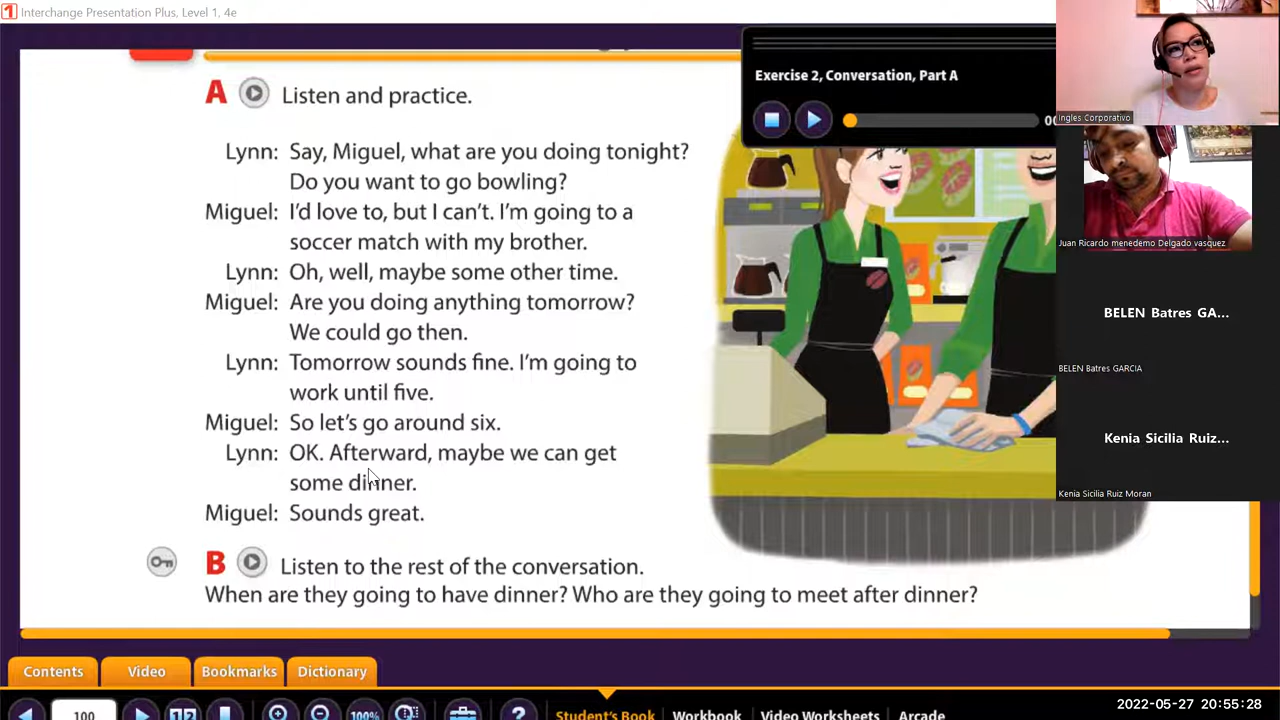 Interchange Presentation Plus, Level 1, 4e
A Listen and practice.
Lynn: Say, Miguel, what are you doing tonight?
Do you want to go bowling?
Miguel: I'd love to, but I can't. I'm going to a
soccer match with my brother.
Lynn: Oh, well, maybe some other time.
Miguel: Are you doing anything tomorrow?
We could go then.
Lynn: Tomorrow sounds fine. I'm going to
work until five.
Miguel: So let's go around six.
Lynn: OK. Afterward, maybe we can get
some dinner.
Miguel: Sounds great.
B Listen to the rest of the conversation.
When are they going to have dinner? Who are they going to meet after dinner?
Exercise 2, Conversation, Part A
Ingles Corporativo
Juan Ricardo menedemo Delgado vasquez
BELEN Batres GA...
BELEN Batres GARCIA
Kenia Sicilia Ruiz...
Kenia Sicilia Ruiz Moran
Contents Video Bookmarks Dictionary
100 1 2 100% ?
Student's Book Workbook Video Worksheets Arcade
2022-05-27 20:55:28